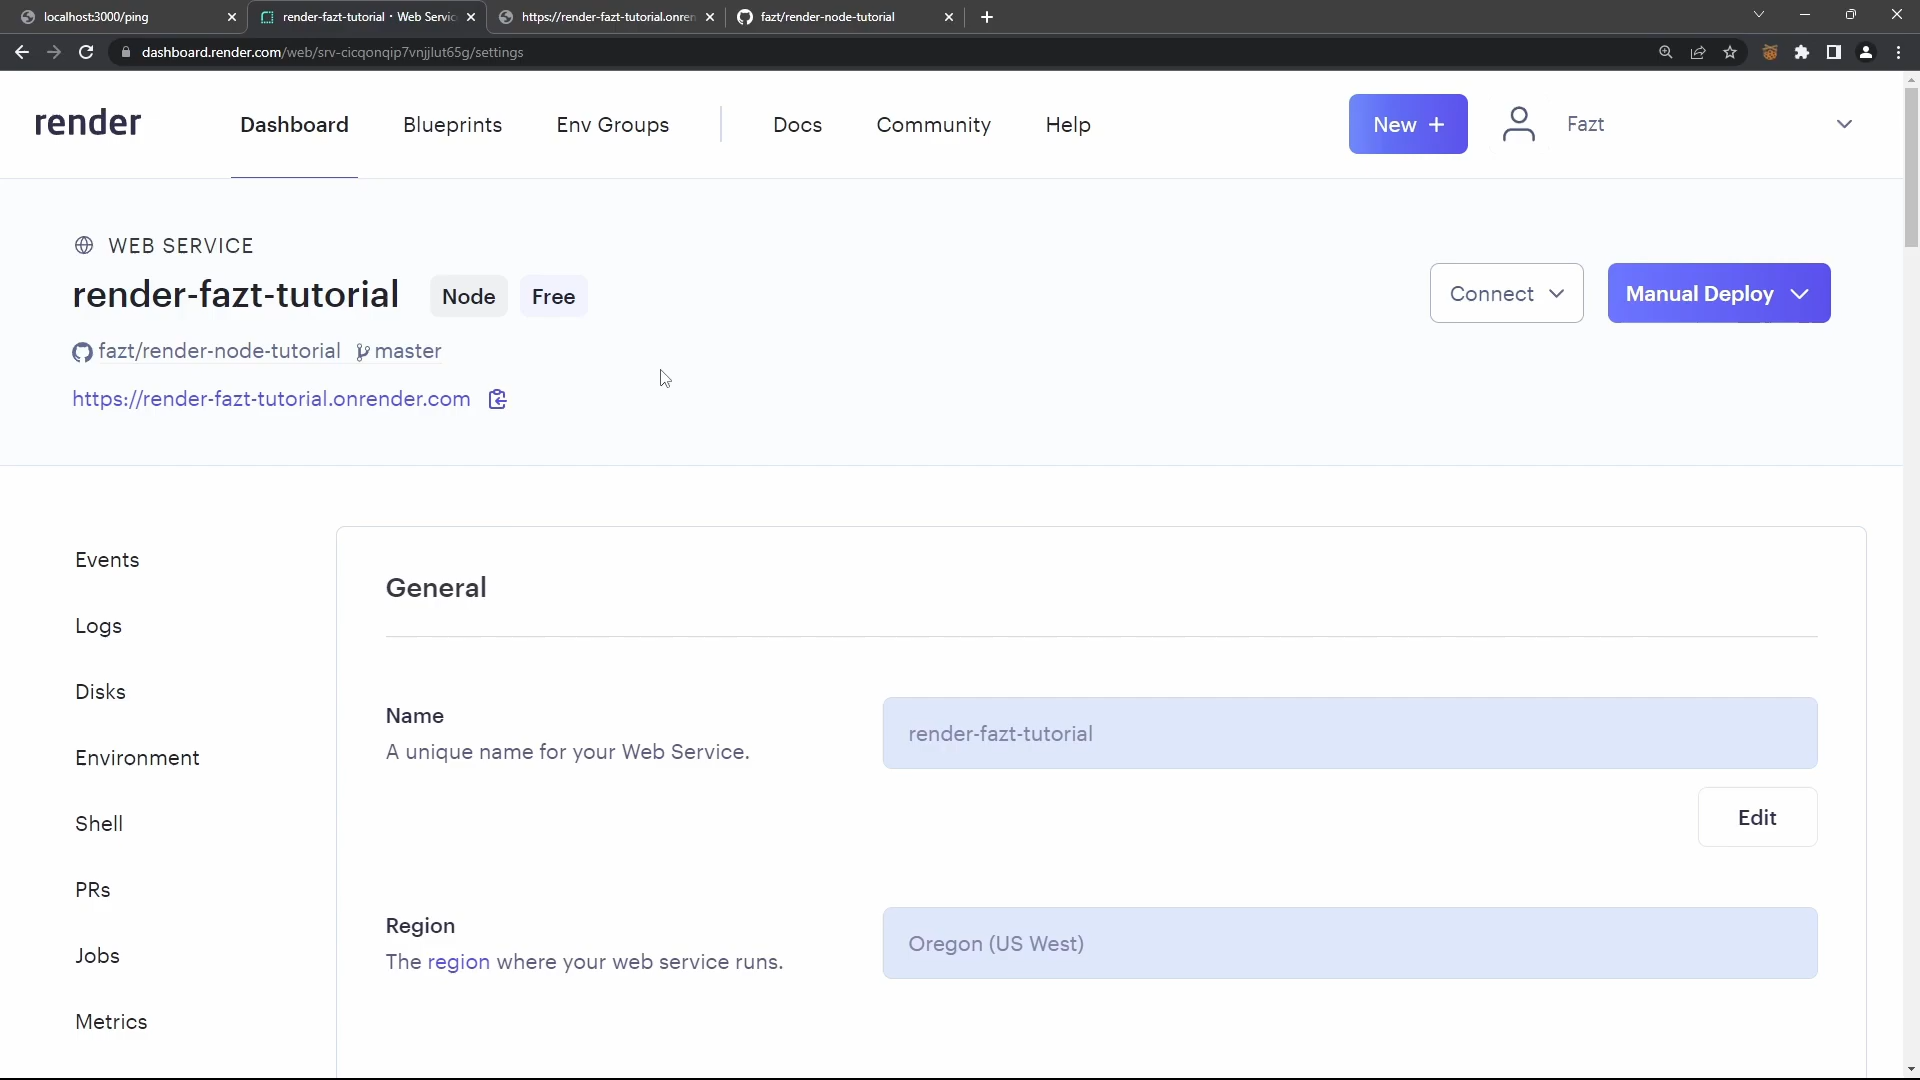 localhost:3000/ping
render-fazt-tutorial · Web Servic
https://render-fazt-tutorial.onren
fazt/render-node-tutorial
dashboard.render.com/web/srv-cicqonqip7vnjjlut65g/settings
render
Dashboard
Blueprints
Env Groups
Docs
Community
Help
New +
Fazt
WEB SERVICE
render-fazt-tutorial
Node
Free
Connect
Manual Deploy
fazt/render-node-tutorial
master
https://render-fazt-tutorial.onrender.com
Events
Logs
Disks
Environment
Shell
PRs
Jobs
Metrics
General
Name
A unique name for your Web Service.
render-fazt-tutorial
Edit
Region
The region where your web service runs.
Oregon (US West)